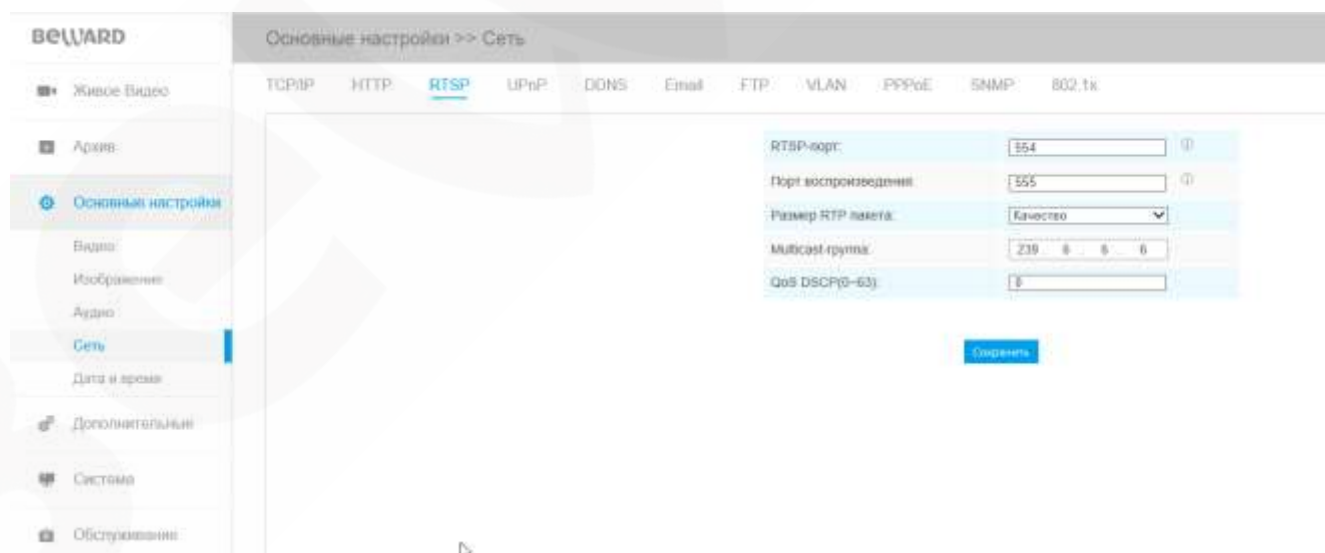 BEWARD
Основные настройки >> Сеть
TCP/IP HTTP RTSP UPnP DDNS Email FTP VLAN PPPoE SNMP 802.1x
Живое Видео
Архив
Основные настройки
Видео
Изображение
Аудио
Сеть
Дата и время
Дополнительные
Система
Обслуживание
RTSP-порт: 554
Порт воспроизведения: 555
Размер RTP пакета: Качество
Multicast-группа: 239 . 6 . 6 . 6
QoS DSCP(0~63): 0
Сохранить